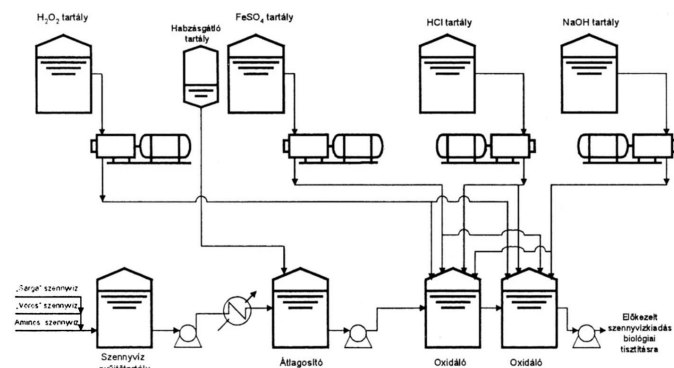 H₂O₂ tartály
Habzásgátló
tartály
FeSO₄ tartály
HCl tartály
NaOH tartály
„Sárga” szennyvíz
„Vörös” szennyvíz
Aminos szennyvíz
Szennyvíz
gyűjtőtartály
Átlagosító
Oxidáló
Oxidáló
Előkezelt
szennyvízkiadás
biológiai
tisztításra